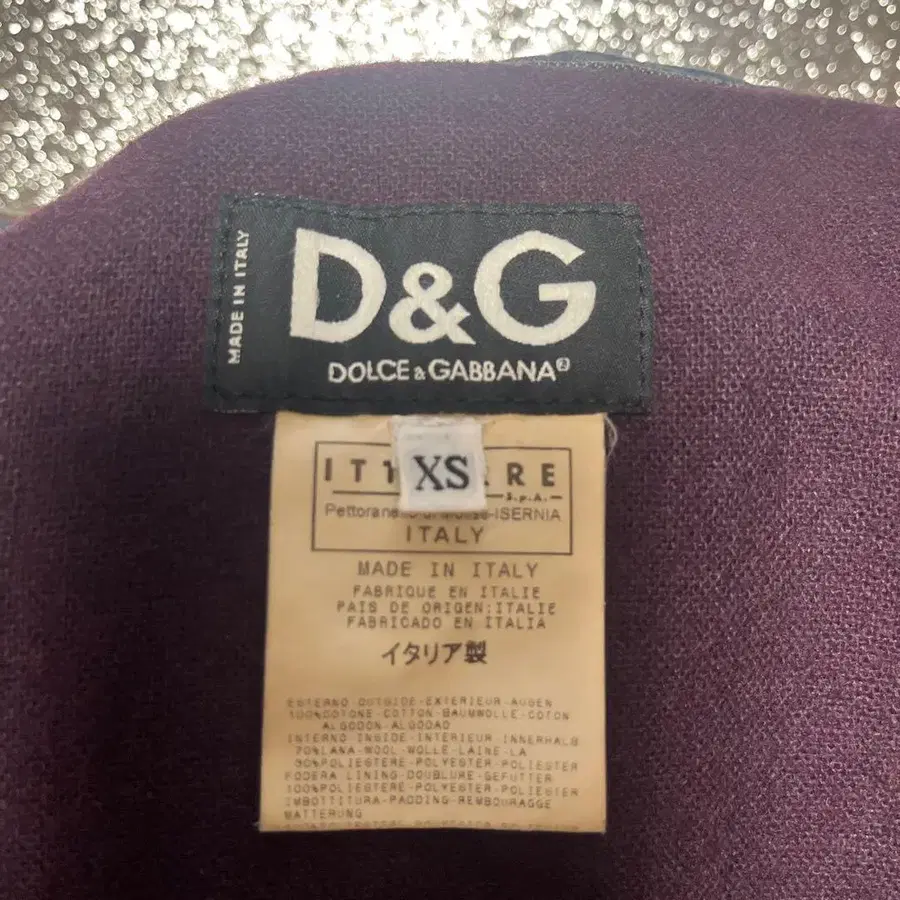 MADE IN ITALY
D&G
DOLCE & GABBANA
XS
S.p.A.
ISERNIA
ITALY
MADE IN ITALY
FABRIQUE EN ITALIE
PAIS DE ORIGEN:ITALIE
FABRICADO EN ITALIA
イタリア製
ESTERNO-OUTSIDE-EXTERIEUR-AUSEN
100%COTONE-COTTON-BAUMWOLLE-COTON
ALGODON-ALGODAO
INTERNO INSIDE-INTERIEUR INNERHALB
70%LANA-WOOL-WOLLE-LAINE-LA
30%POLIESTERE-POLYESTER-POLIESTER
FODERA LINING-DOUBLURE-GEFUTTER
100%POLIESTERE-POLYESTER-POLIESTER
IMBOTTITURA-PADDING-REMBOURAGGE
MATTERUNG